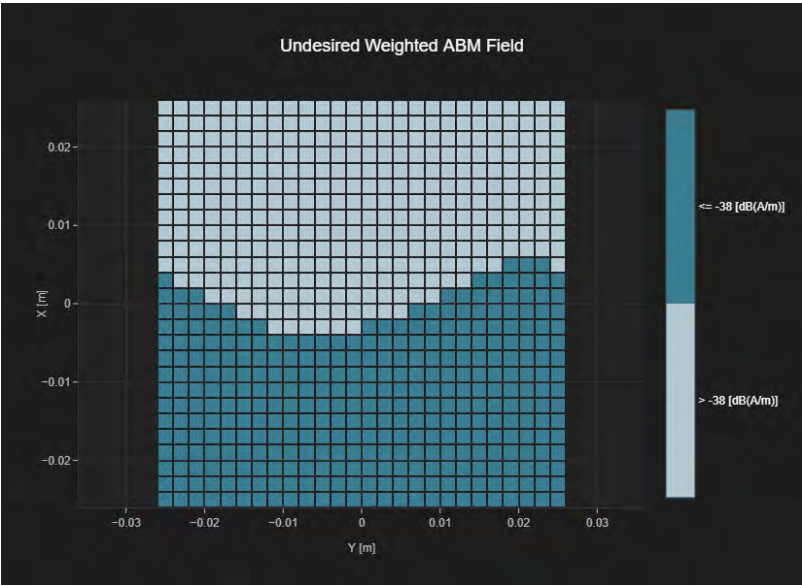 Undesired Weighted ABM Field
0.02
0.01
0
−0.01
−0.02
X [m]
−0.03
−0.02
−0.01
0
0.01
0.02
0.03
Y [m]
<= -38 [dB(A/m)]
> -38 [dB(A/m)]